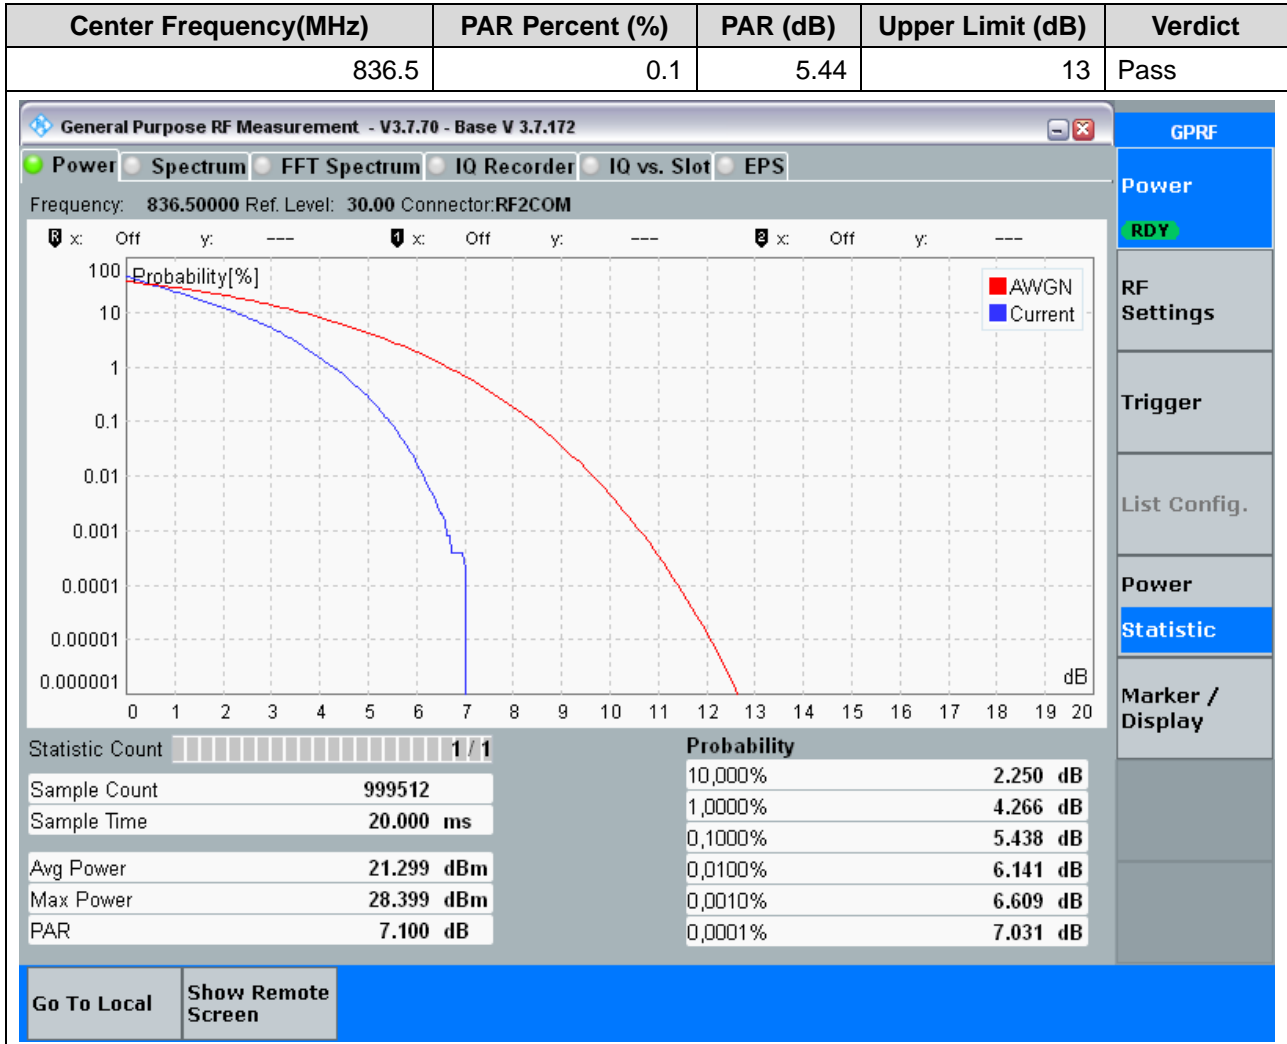 Center Frequency(MHz) PAR Percent (%) PAR (dB) Upper Limit (dB) Verdict
836.5 0.1 5.44 13 Pass
General Purpose RF Measurement - V3.7.70 - Base V 3.7.172
GPRF
Power Spectrum FFT Spectrum IQ Recorder IQ vs. Slot EPS
Frequency: 836.50000 Ref. Level: 30.00 Connector:RF2COM
R x: Off y: --- 1 x: Off y: --- 2 x: Off y: ---
Power
RDY
RF
Settings
Trigger
List Config.
Power
Statistic
Marker /
Display
Probability[%]
AWGN
Current
100
10
1
0.1
0.01
0.001
0.0001
0.00001
0.000001
dB
0 1 2 3 4 5 6 7 8 9 10 11 12 13 14 15 16 17 18 19 20
Statistic Count 1 / 1
Sample Count 999512
Sample Time 20.000 ms
Avg Power 21.299 dBm
Max Power 28.399 dBm
PAR 7.100 dB
Probability
10,000% 2.250 dB
1,0000% 4.266 dB
0,1000% 5.438 dB
0,0100% 6.141 dB
0,0010% 6.609 dB
0,0001% 7.031 dB
Go To Local
Show Remote
Screen